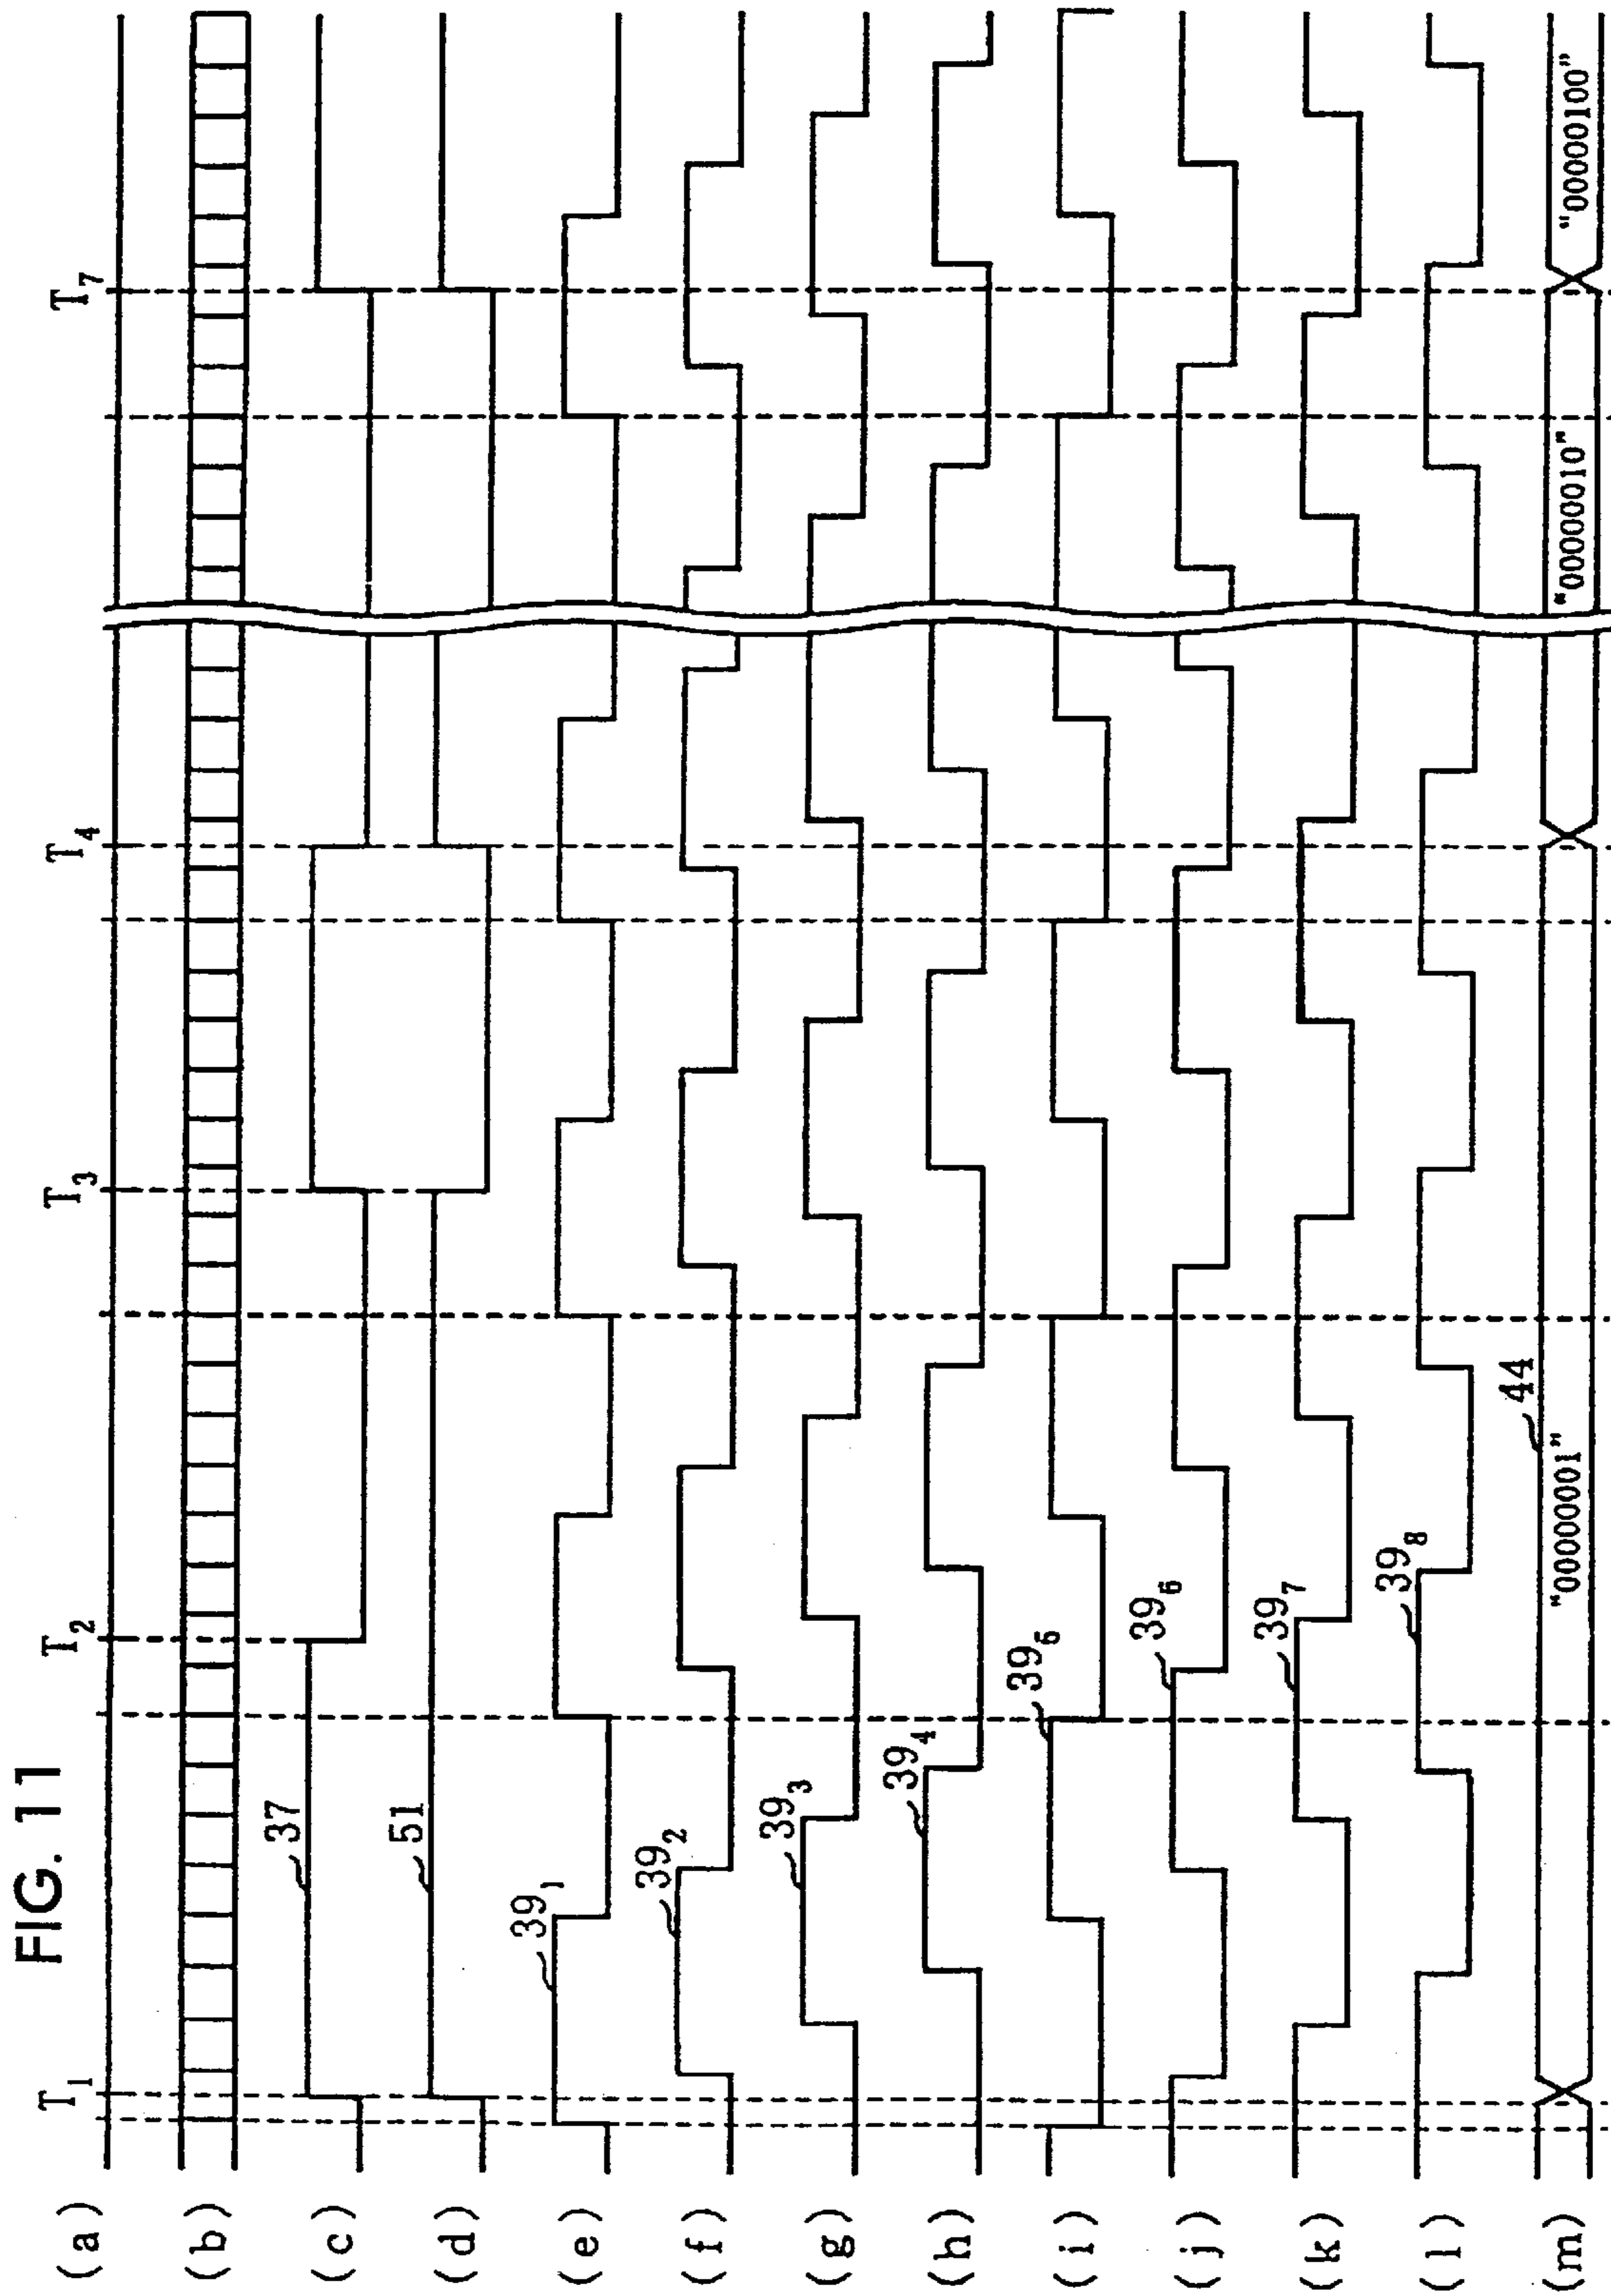 FIG. 11
T1 T2 T3 T4 T7
(a)
(b)
(c) 37
(d) 51
(e) 39₁
(f) 39₂
(g) 39₃
(h) 39₄
(i) 39₅
(j) 39₆
(k) 39₇
(l) 39₈
(m) "00000001" 44 "00000010" "00000100"